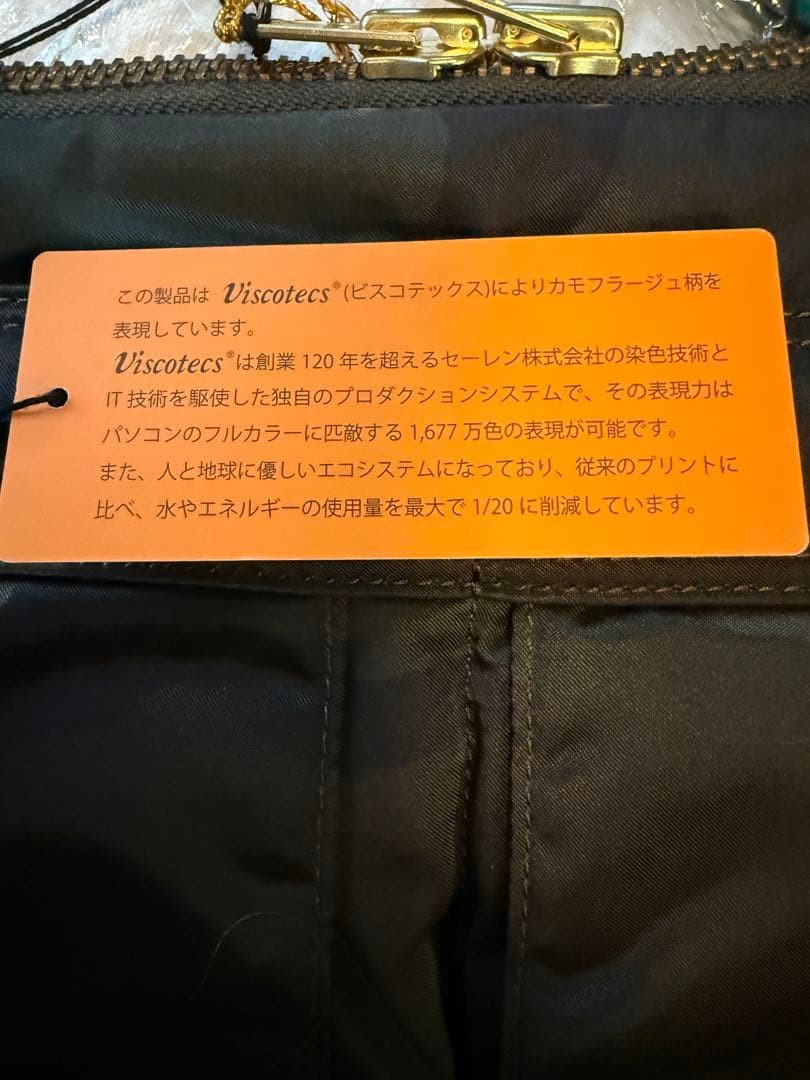 この製品は Viscotecs®(ビスコテックス)によりカモフラージュ柄を
表現しています。
Viscotecs®は創業 120 年を超えるセーレン株式会社の染色技術と
IT 技術を駆使した独自のプロダクションシステムで、その表現力は
パソコンのフルカラーに匹敵する 1,677 万色の表現が可能です。
また、人と地球に優しいエコシステムになっており、従来のプリントに
比べ、水やエネルギーの使用量を最大で 1/20 に削減しています。